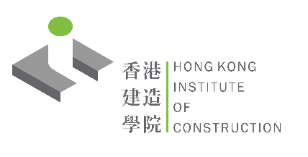 香港
建造
學院
HONG KONG
INSTITUTE
OF
CONSTRUCTION